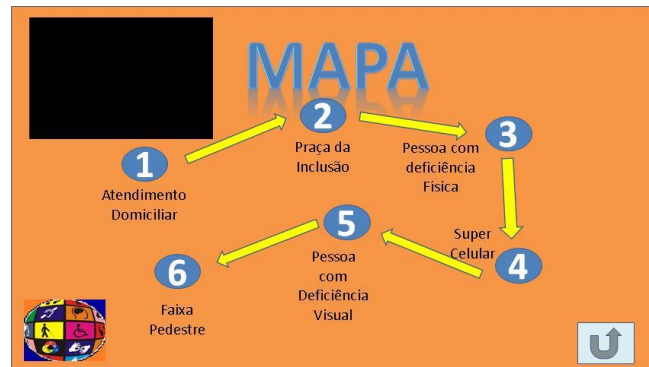 MAPA
1
Atendimento
Domiciliar
2
Praça da
Inclusão
3
Pessoa com
deficiência
Fisica
4
Super
Celular
5
Pessoa
com
Deficiência
Visual
6
Faixa
Pedestre